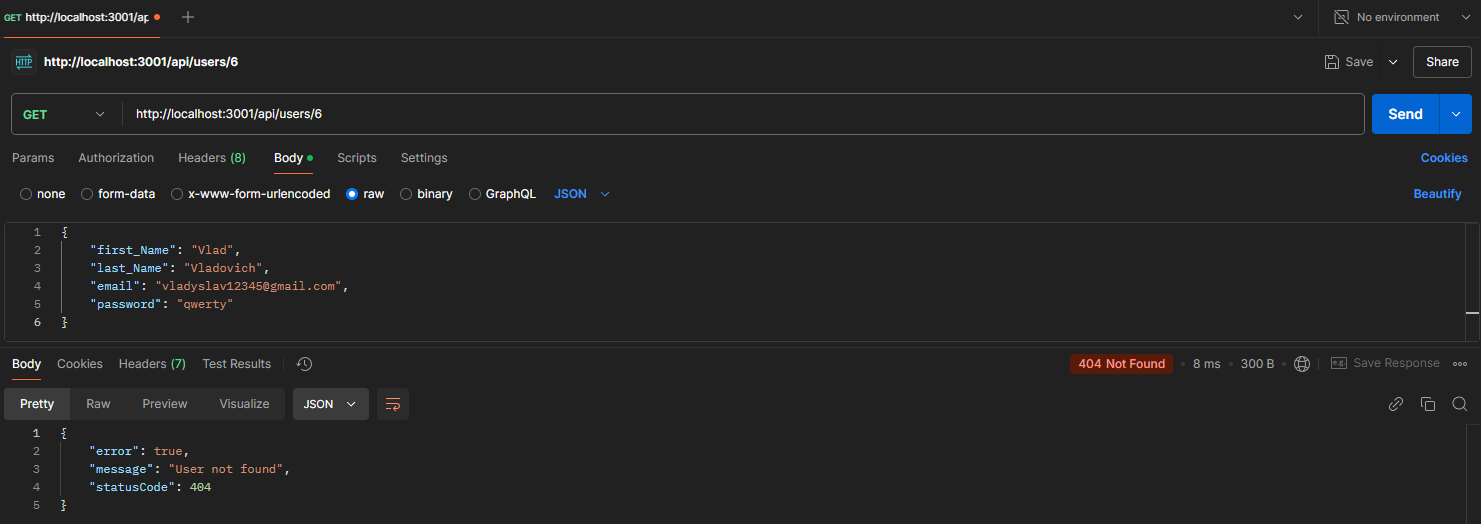 GET http://localhost:3001/ap
No environment
HTTP http://localhost:3001/api/users/6
Save Share
GET http://localhost:3001/api/users/6 Send
Params Authorization Headers (8) Body Scripts Settings Cookies
none form-data x-www-form-urlencoded raw binary GraphQL JSON Beautify
1 {
2 "first_Name": "Vlad",
3 "last_Name": "Vladovich",
4 "email": "vladyslav12345@gmail.com",
5 "password": "qwerty"
6 }
Body Cookies Headers (7) Test Results 404 Not Found 8 ms 300 B e.g. Save Response
Pretty Raw Preview Visualize JSON
1 {
2 "error": true,
3 "message": "User not found",
4 "statusCode": 404
5 }